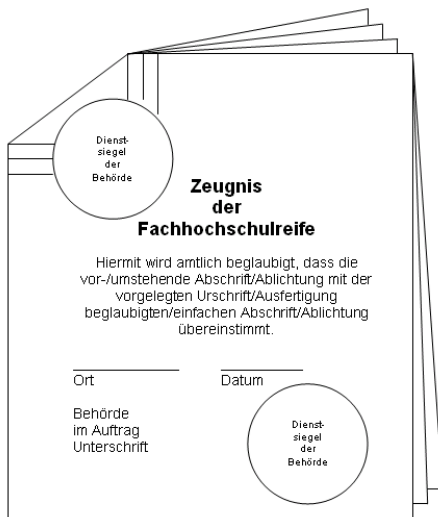 Dienst-
siegel
der
Behörde
Zeugnis
der
Fachhochschulreife
Hiermit wird amtlich beglaubigt, dass die
vor-/umstehende Abschrift/Ablichtung mit der
vorgelegten Urschrift/Ausfertigung
beglaubigten/einfachen Abschrift/Ablichtung
übereinstimmt.
Ort Datum
Behörde
im Auftrag
Unterschrift
Dienst-
siegel
der
Behörde